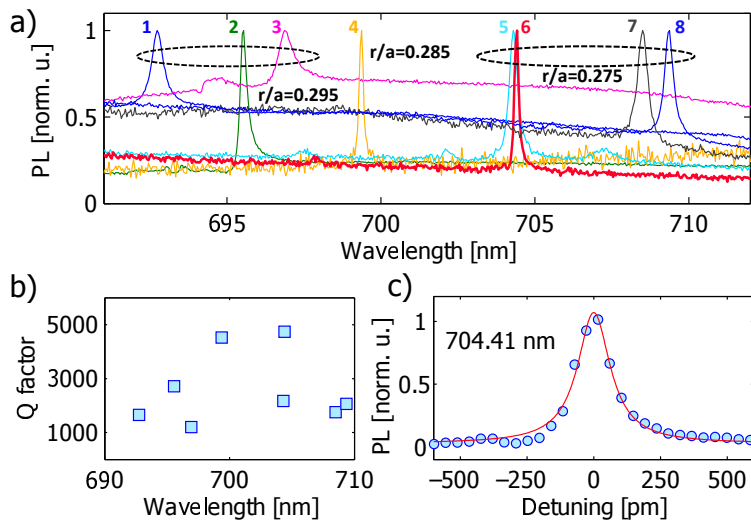 a)
1 2 3 4 5 6 7 8
r/a=0.285
r/a=0.275
r/a=0.295
PL [norm. u.]
1
0.5
0
695 700 705 710
Wavelength [nm]
b)
Q factor
5000
3000
1000
690 700 710
Wavelength [nm]
c)
704.41 nm
PL [norm. u.]
1
0.5
0
−500 −250 0 250 500
Detuning [pm]